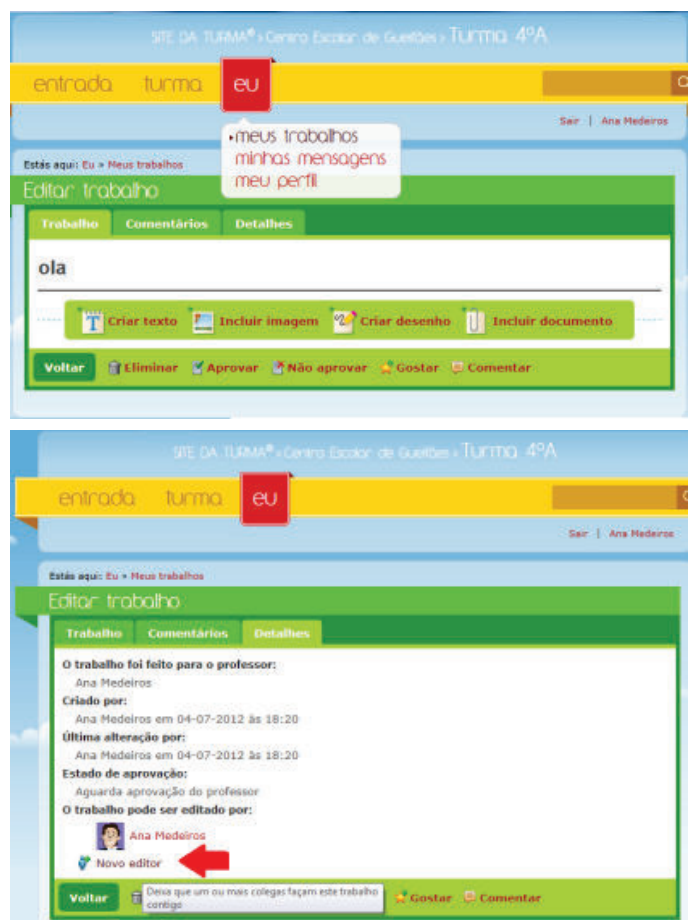 SITE DA TURMA® » Centro Escolar de Gueifães » Turma 4ºA
entrada turma eu
Sair | Ana Medeiros
meus trabalhos
minhas mensagens
meu perfil
Estás aqui: Eu » Meus trabalhos
Editar trabalho
Trabalho Comentários Detalhes
ola
Criar texto Incluir imagem Criar desenho Incluir documento
Voltar Eliminar Aprovar Não aprovar Gostar Comentar
SITE DA TURMA® » Centro Escolar de Gueifães » Turma 4ºA
entrada turma eu
Sair | Ana Medeiros
Estás aqui: Eu » Meus trabalhos
Editar trabalho
Trabalho Comentários Detalhes
O trabalho foi feito para o professor:
Ana Medeiros
Criado por:
Ana Medeiros em 04-07-2012 às 18:20
Última alteração por:
Ana Medeiros em 04-07-2012 às 18:20
Estado de aprovação:
Aguarda aprovação do professor
O trabalho pode ser editado por:
Ana Medeiros
Novo editor
Voltar Deixa que um ou mais colegas façam este trabalho contigo Gostar Comentar